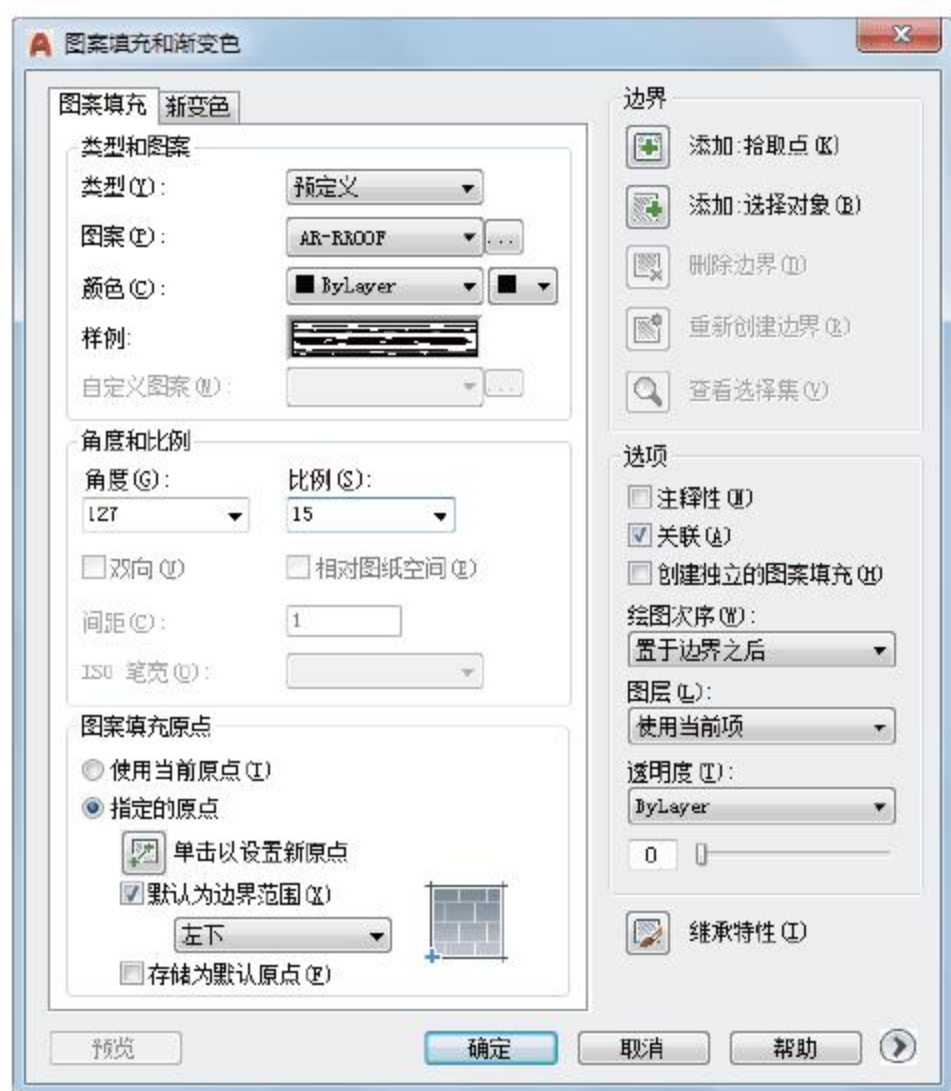 图案填充和渐变色
图案填充 渐变色
类型和图案
类型(Y): 预定义
图案(P): AR-RROOF ...
颜色(C): ByLayer
样例:
自定义图案(N): ...
角度和比例
角度(G): 比例(S):
127 15
双向(U) 相对图纸空间(E)
间距(C): 1
ISO 笔宽(O):
图案填充原点
使用当前原点(T)
指定的原点
单击以设置新原点
默认为边界范围(X)
左下
存储为默认原点(F)
边界
添加:拾取点(K)
添加:选择对象(B)
删除边界(D)
重新创建边界(R)
查看选择集(V)
选项
注释性(N)
关联(A)
创建独立的图案填充(H)
绘图次序(W):
置于边界之后
图层(L):
使用当前项
透明度(T):
ByLayer
0
继承特性(I)
预览 确定 取消 帮助